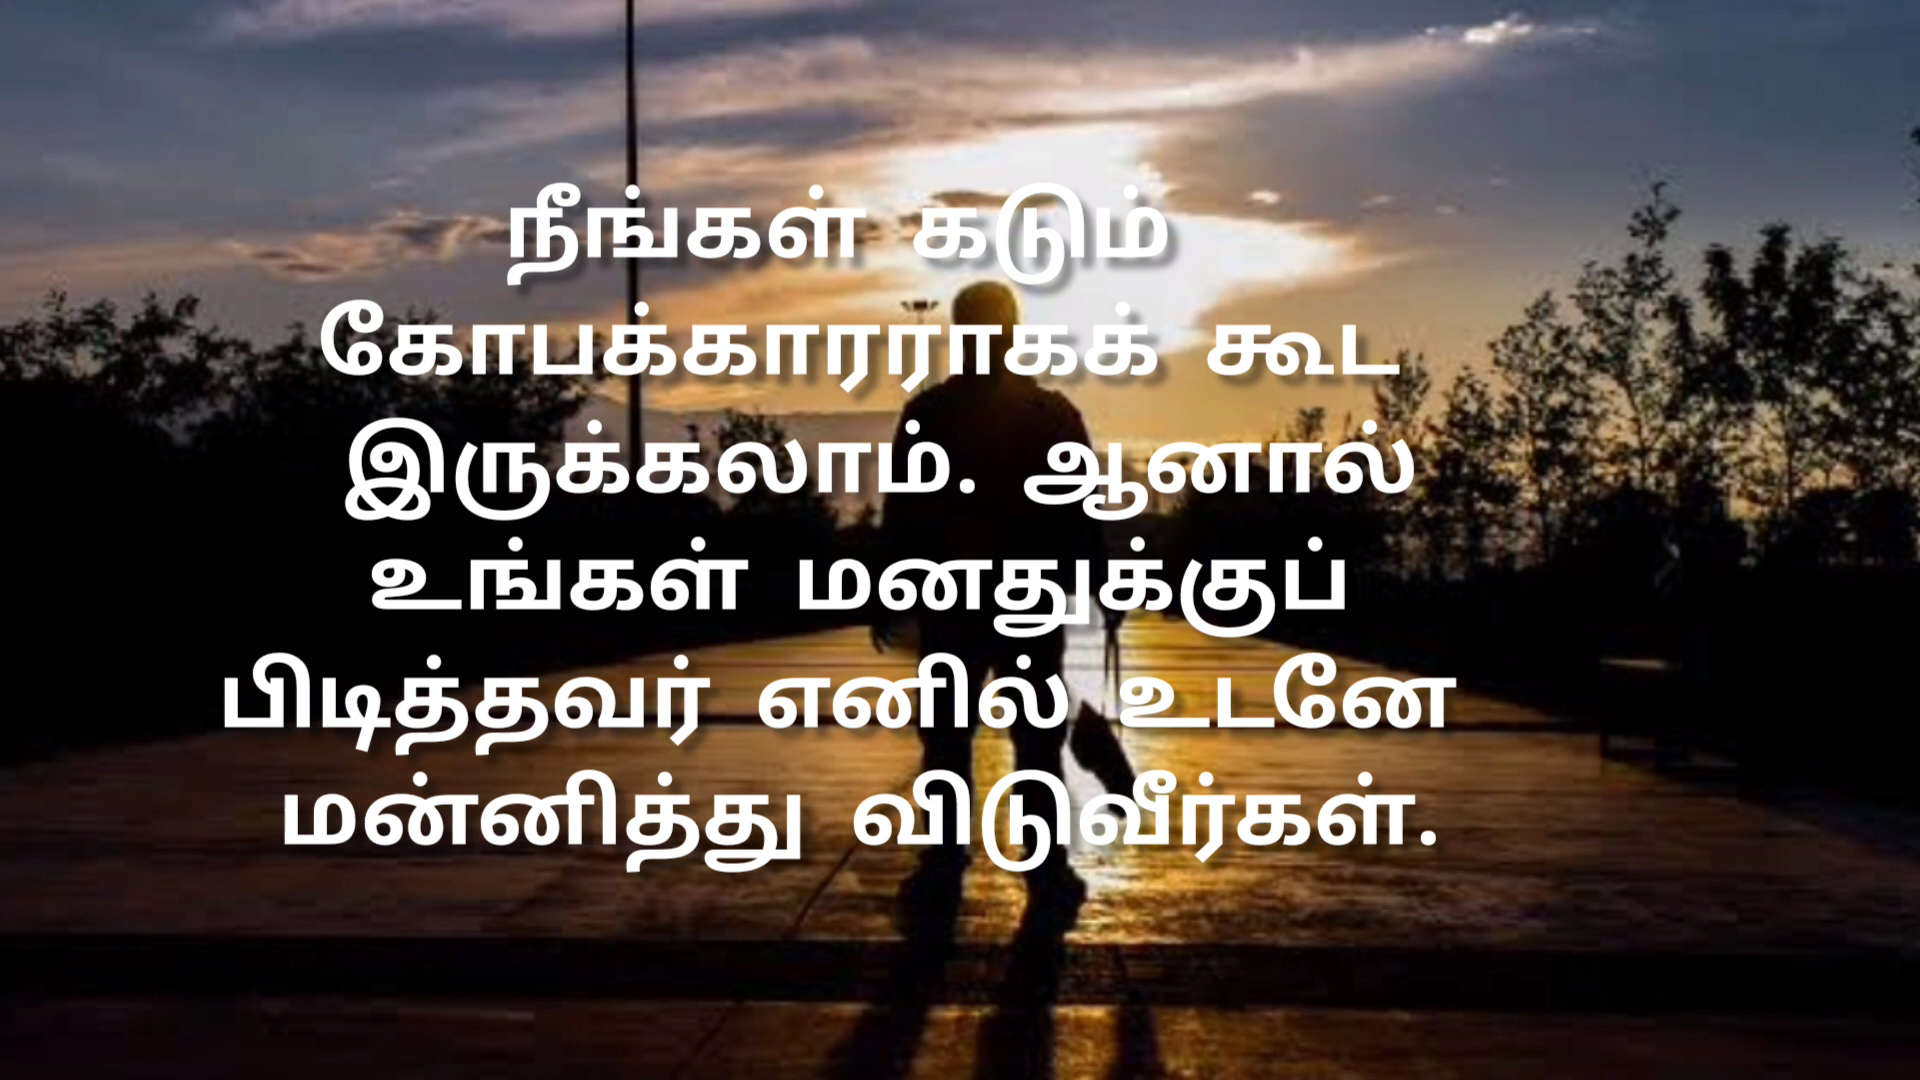 நீங்கள் கடும்
கோபக்காரராகக் கூட
இருக்கலாம். ஆனால்
உங்கள் மனதுக்குப்
பிடித்தவர் எனில் உடனே
மன்னித்து விடுவீர்கள்.